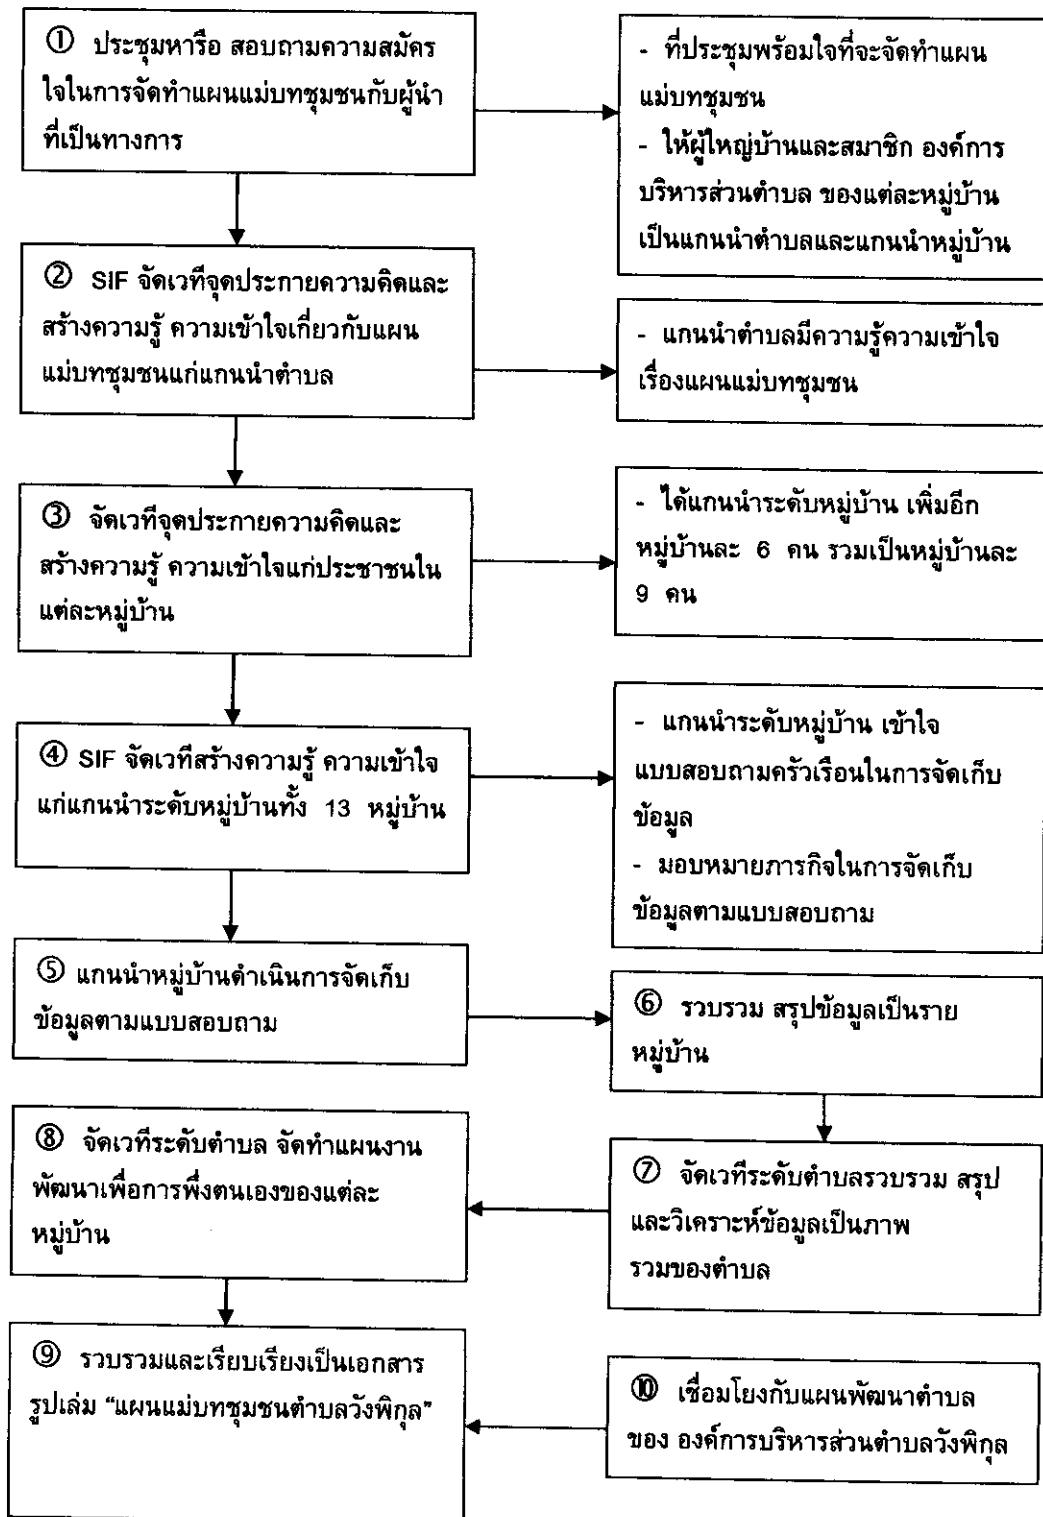 ① ประชุมหารือ สอบถามความสมัคร
ใจในการจัดทำแผนแม่บทชุมชนกับผู้นำ
ที่เป็นทางการ
- ที่ประชุมพร้อมใจที่จะจัดทำแผน
แม่บทชุมชน
- ให้ผู้ใหญ่บ้านและสมาชิก องค์การ
บริหารส่วนตำบล ของแต่ละหมู่บ้าน
เป็นแกนนำตำบลและแกนนำหมู่บ้าน
② SIF จัดเวทีจุดประกายความคิดและ
สร้างความรู้ ความเข้าใจเกี่ยวกับแผน
แม่บทชุมชนแก่แกนนำตำบล
- แกนนำตำบลมีความรู้ความเข้าใจ
เรื่องแผนแม่บทชุมชน
③ จัดเวทีจุดประกายความคิดและ
สร้างความรู้ ความเข้าใจแก่ประชาชนใน
แต่ละหมู่บ้าน
- ได้แกนนำระดับหมู่บ้าน เพิ่มอีก
หมู่บ้านละ 6 คน รวมเป็นหมู่บ้านละ
9 คน
④ SIF จัดเวทีสร้างความรู้ ความเข้าใจ
แก่แกนนำระดับหมู่บ้านทั้ง 13 หมู่บ้าน
- แกนนำระดับหมู่บ้าน เข้าใจ
แบบสอบถามครัวเรือนในการจัดเก็บ
ข้อมูล
- มอบหมายภารกิจในการจัดเก็บ
ข้อมูลตามแบบสอบถาม
⑤ แกนนำหมู่บ้านดำเนินการจัดเก็บ
ข้อมูลตามแบบสอบถาม
⑥ รวบรวม สรุปข้อมูลเป็นราย
หมู่บ้าน
⑧ จัดเวทีระดับตำบล จัดทำแผนงาน
พัฒนาเพื่อการพึ่งตนเองของแต่ละ
หมู่บ้าน
⑦ จัดเวทีระดับตำบลรวบรวม สรุป
และวิเคราะห์ข้อมูลเป็นภาพ
รวมของตำบล
⑨ รวบรวมและเรียบเรียงเป็นเอกสาร
รูปเล่ม “แผนแม่บทชุมชนตำบลวังพิกุล”
⑩ เชื่อมโยงกับแผนพัฒนาตำบล
ของ องค์การบริหารส่วนตำบลวังพิกุล